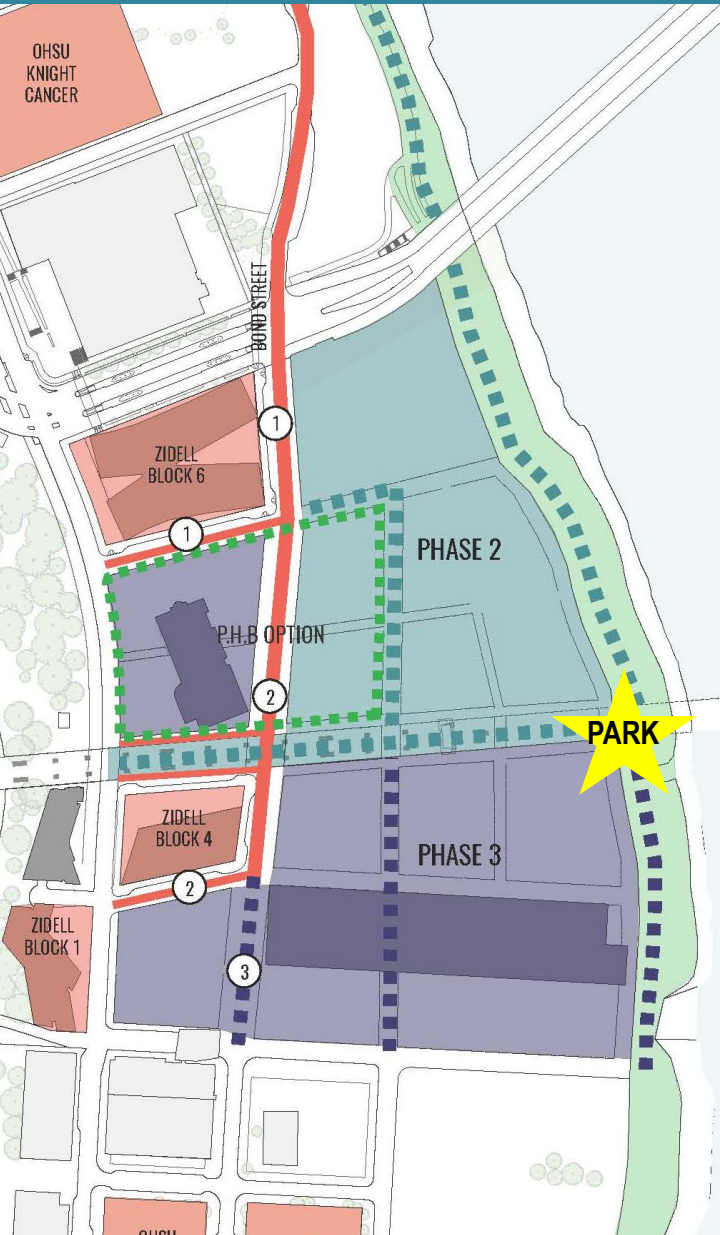 OHSU
KNIGHT
CANCER
BOND STREET
1
ZIDELL
BLOCK 6
1
PHASE 2
P.H.B OPTION
2
PARK
ZIDELL
BLOCK 4
PHASE 3
2
ZIDELL
BLOCK 1
3
OHSU